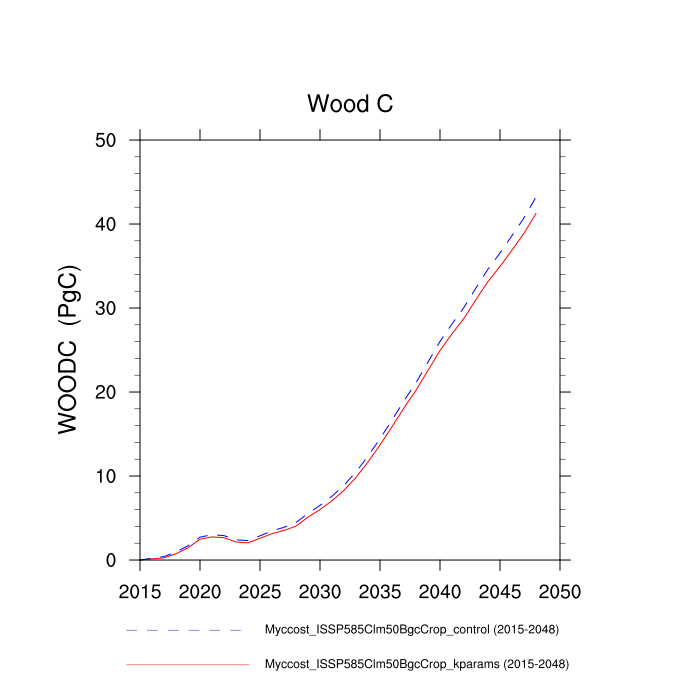 Wood C
50
40
30
20
10
0
WOODC (PgC)
2015 2020 2025 2030 2035 2040 2045 2050
Myccost_ISSP585Clm50BgcCrop_control (2015-2048)
Myccost_ISSP585Clm50BgcCrop_kparams (2015-2048)